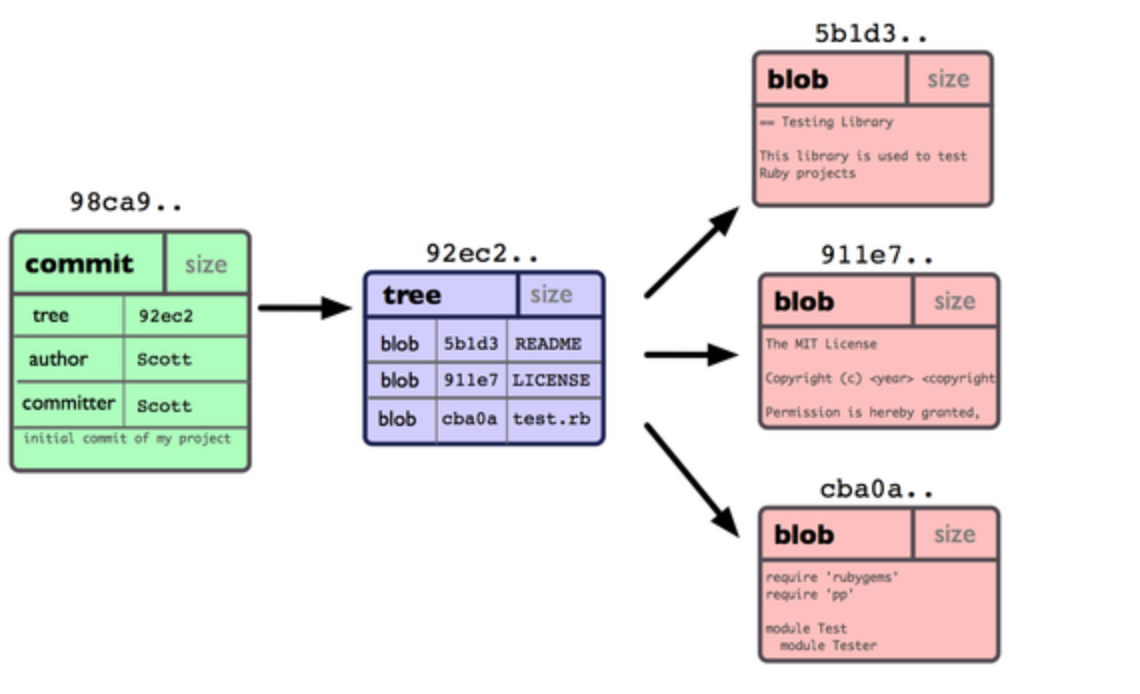 98ca9..
commit size
tree 92ec2
author Scott
committer Scott
initial commit of my project
92ec2..
tree size
blob 5b1d3 README
blob 911e7 LICENSE
blob cba0a test.rb
5b1d3..
blob size
== Testing Library
This library is used to test
Ruby projects
911e7..
blob size
The MIT License
Copyright (c) <year> <copyright
Permission is hereby granted,
cba0a..
blob size
require 'rubygems'
require 'pp'
module Test
module Tester